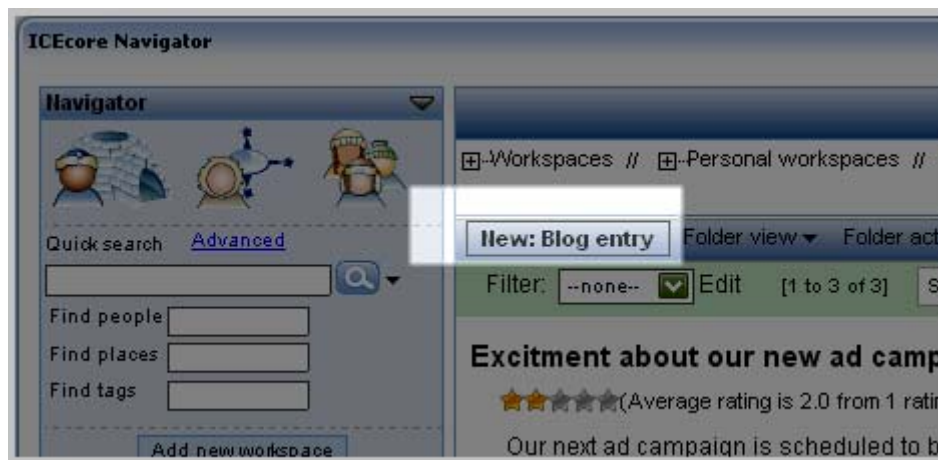 ICEcore Navigator
Navigator
Quick search Advanced
Find people
Find places
Find tags
Add new workspace
Workspaces // Personal workspaces //
New: Blog entry Folder view Folder act
Filter: --none-- Edit [1 to 3 of 3] S
Excitment about our new ad camp
(Average rating is 2.0 from 1 ratin
Our next ad campaign is scheduled to b